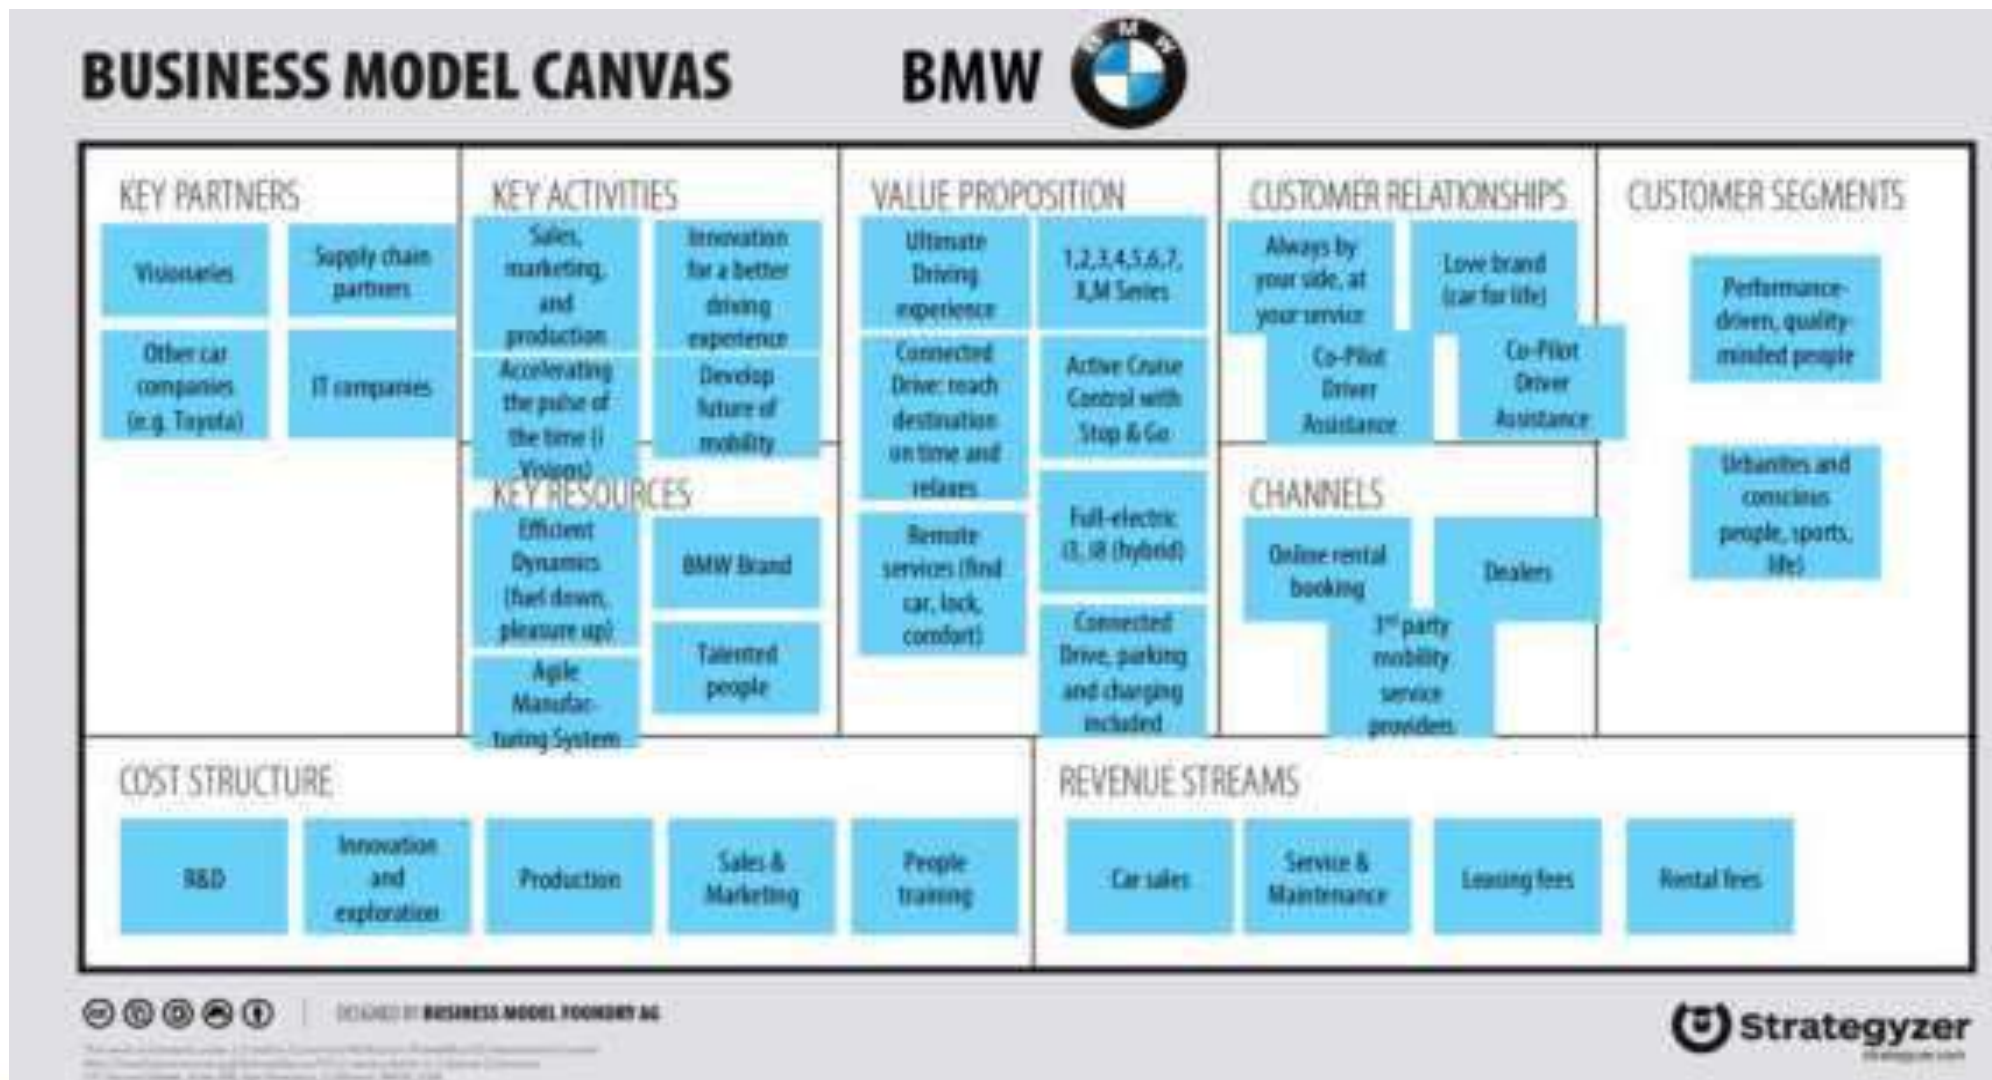 BUSINESS MODEL CANVAS
BMW
BMW
KEY PARTNERS
Visionaries
Supply chain
partners
Other car
companies
(e.g. Toyota)
IT companies
KEY ACTIVITIES
Sales,
marketing,
and
production
Innovation
for a better
driving
experience
Accelerating
the pulse of
the time (i
Visions)
Develop
future of
mobility
KEY RESOURCES
Efficient
Dynamics
(fuel down,
pleasure up)
BMW Brand
Agile
Manufac-
turing System
Talented
people
VALUE PROPOSITION
Ultimate
Driving
experience
1,2,3,4,5,6,7,
X,M Series
Connected
Drive: reach
destination
on time and
relaxes
Active Cruise
Control with
Stop & Go
Remote
services (find
car, lock,
comfort)
Full-electric
i3, i8 (hybrid)
Connected
Drive, parking
and charging
included
CUSTOMER RELATIONSHIPS
Always by
your side, at
your service
Love brand
(car for life)
Co-Pilot
Driver
Assistance
Co-Pilot
Driver
Assistance
CHANNELS
Online rental
booking
Dealers
3rd party
mobility
service
providers
CUSTOMER SEGMENTS
Performance-
driven, quality-
minded people
Urbanites and
conscious
people, sports,
life)
COST STRUCTURE
R&D
Innovation
and
exploration
Production
Sales &
Marketing
People
training
REVENUE STREAMS
Car sales
Service &
Maintenance
Leasing fees
Rental fees
DESIGNED BY BUSINESS MODEL FOUNDRY AG
Strategyzer
strategyzer.com